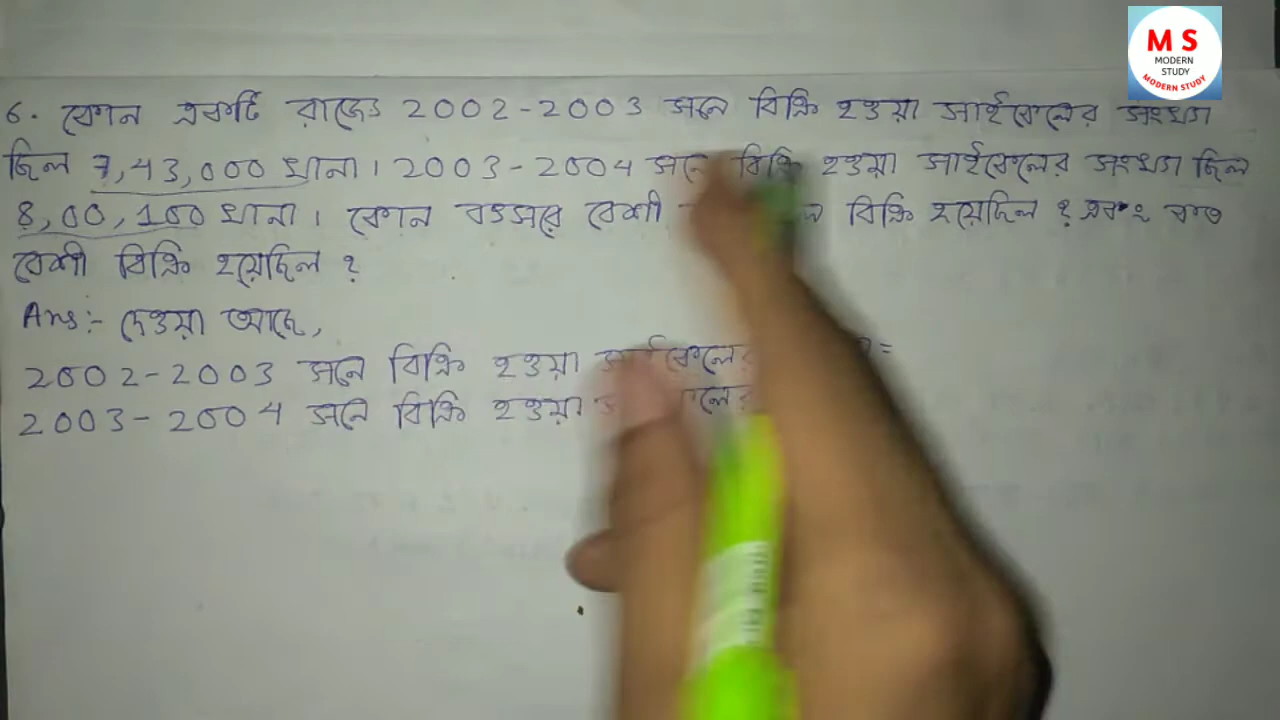 M S
MODERN
STUDY
MODERN STUDY
6. কোন একটি রাজ্যে 2002-2003 সনে বিক্রি হওয়া সাইকেলের সংখ্যা
ছিল 7,43,000 খানা। 2003-2004 সনে বিক্রি হওয়া সাইকেলের সংখ্যা ছিল
8,00,100 খানা। কোন বৎসরে বেশী বিক্রি হয়েছিল ? এবং কত
বেশী বিক্রি হয়েছিল ?
Ans:- দেওয়া আছে,
2002-2003 সনে বিক্রি হওয়া সাইকেলের =
2003-2004 সনে বিক্রি হওয়া